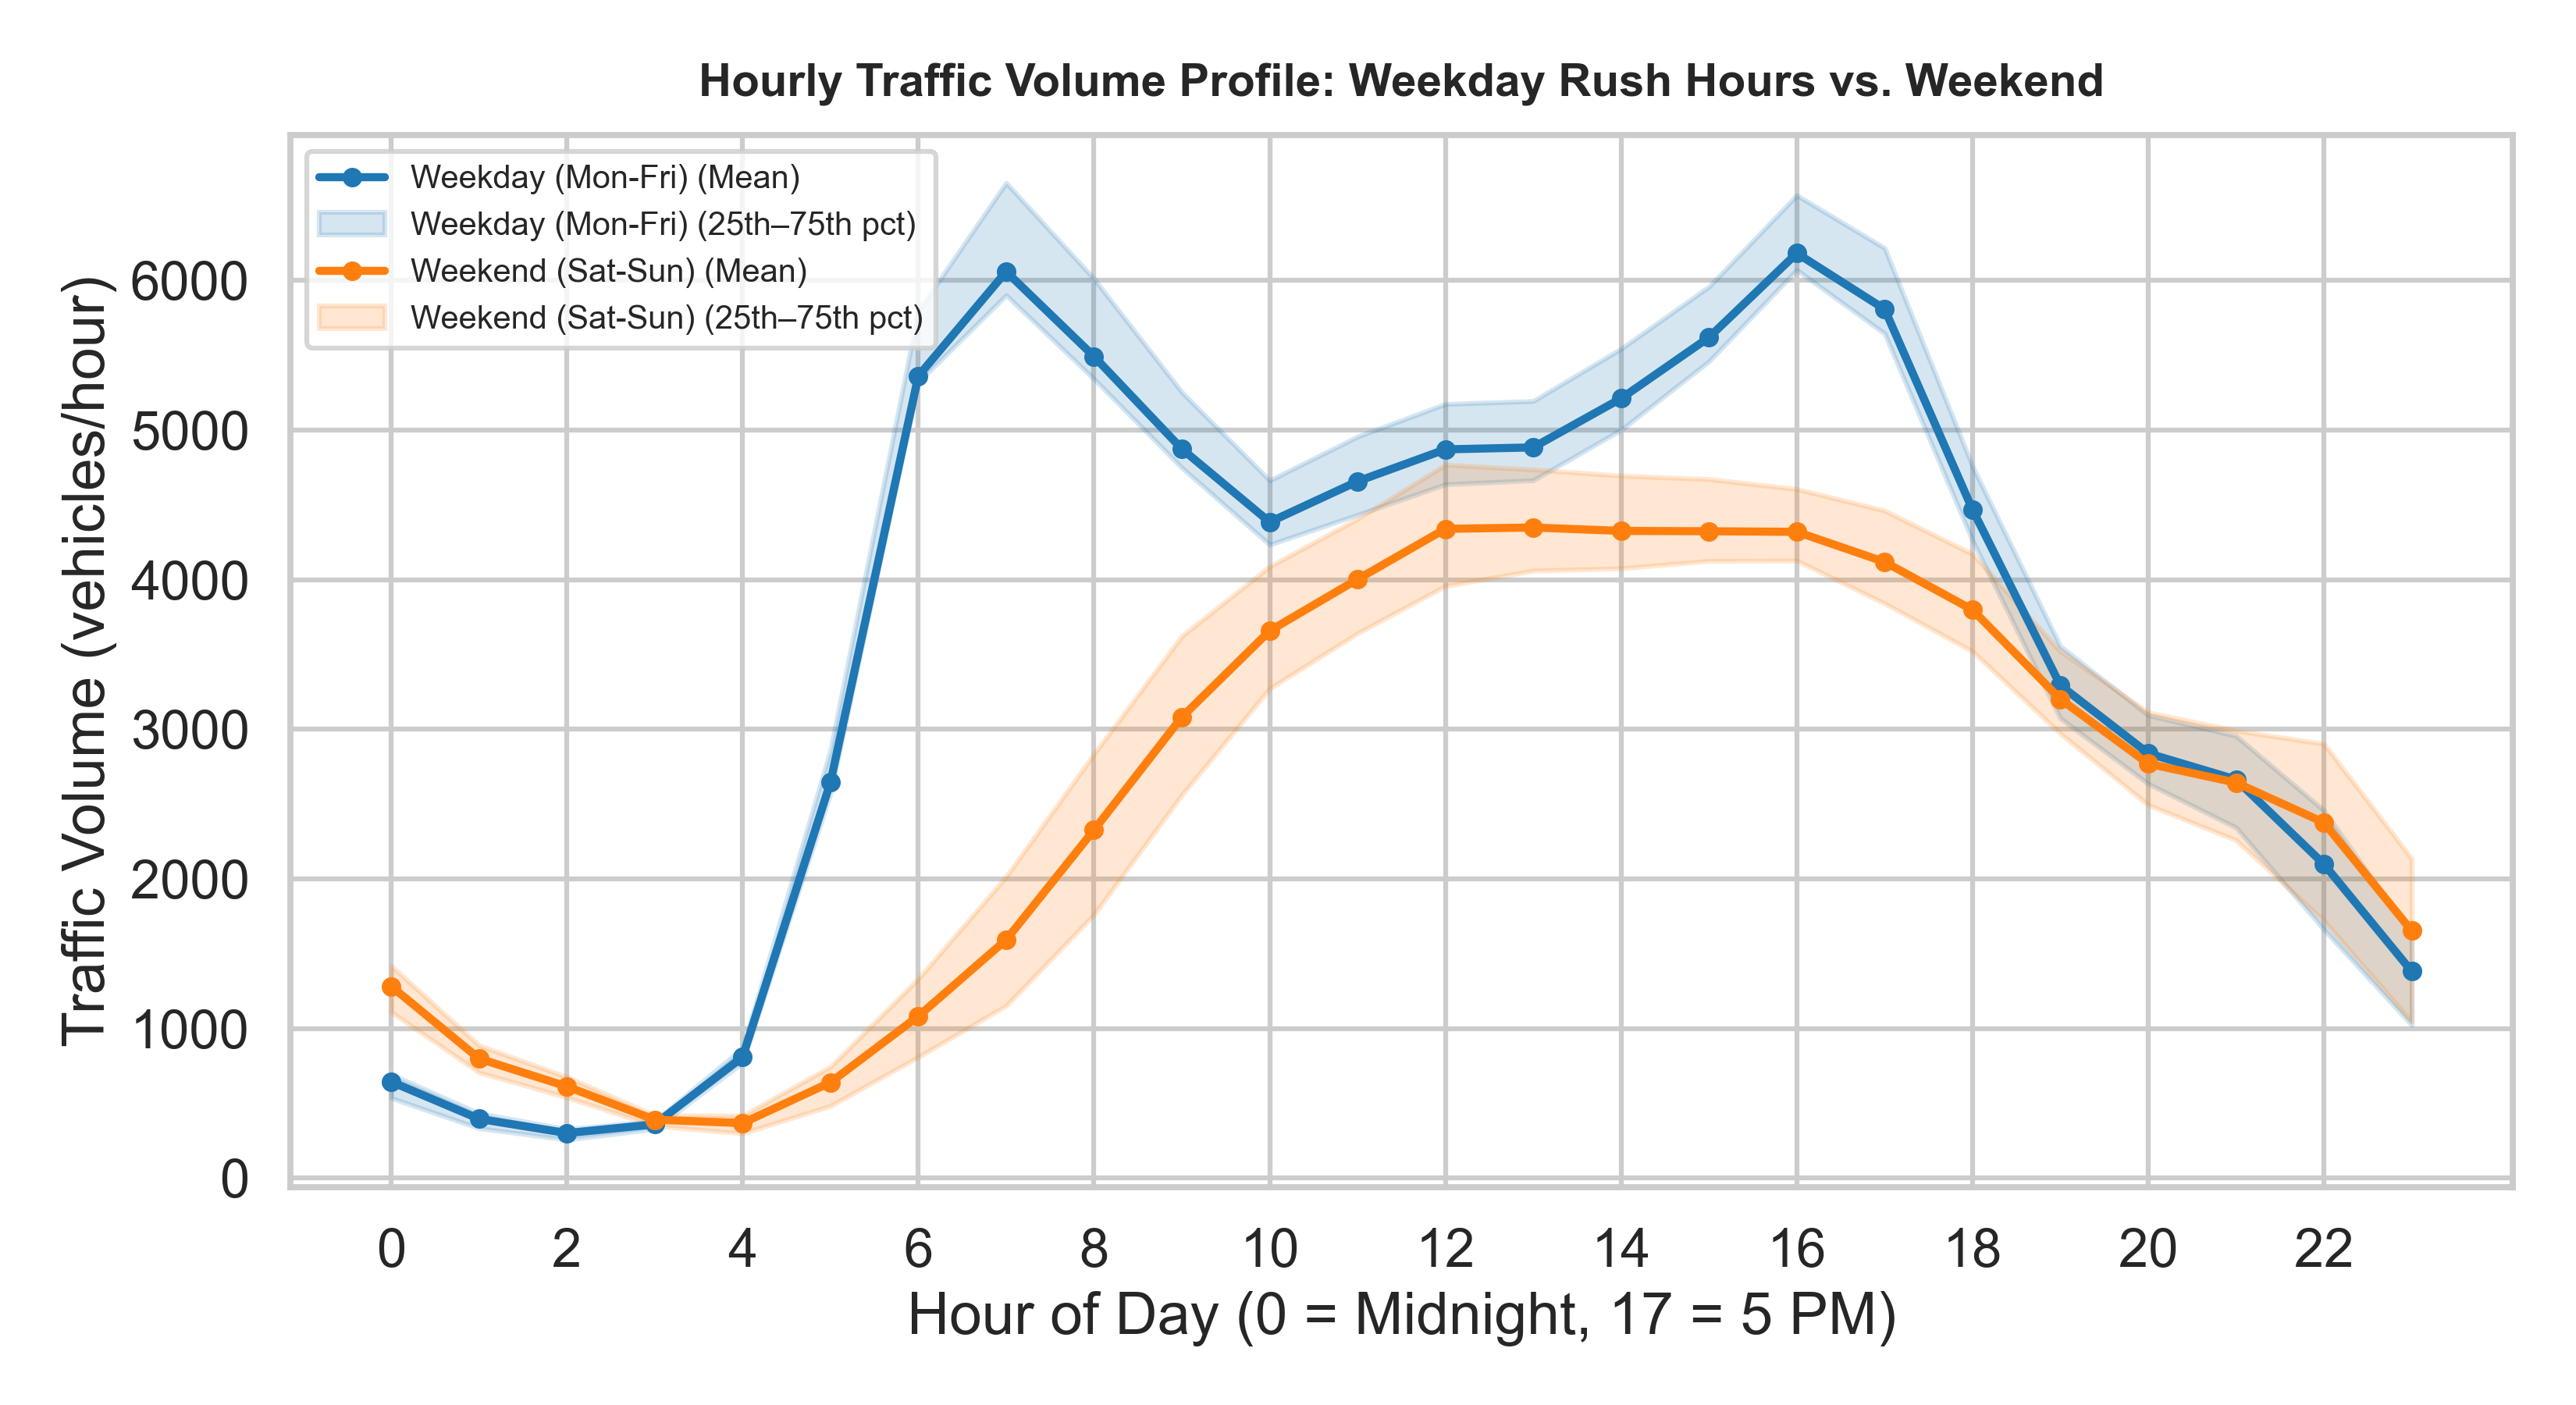 Hourly Traffic Volume Profile: Weekday Rush Hours vs. Weekend
Weekday (Mon-Fri) (Mean)
Weekday (Mon-Fri) (25th–75th pct)
Weekend (Sat-Sun) (Mean)
Weekend (Sat-Sun) (25th–75th pct)
Traffic Volume (vehicles/hour)
6000
5000
4000
3000
2000
1000
0
0 2 4 6 8 10 12 14 16 18 20 22
Hour of Day (0 = Midnight, 17 = 5 PM)